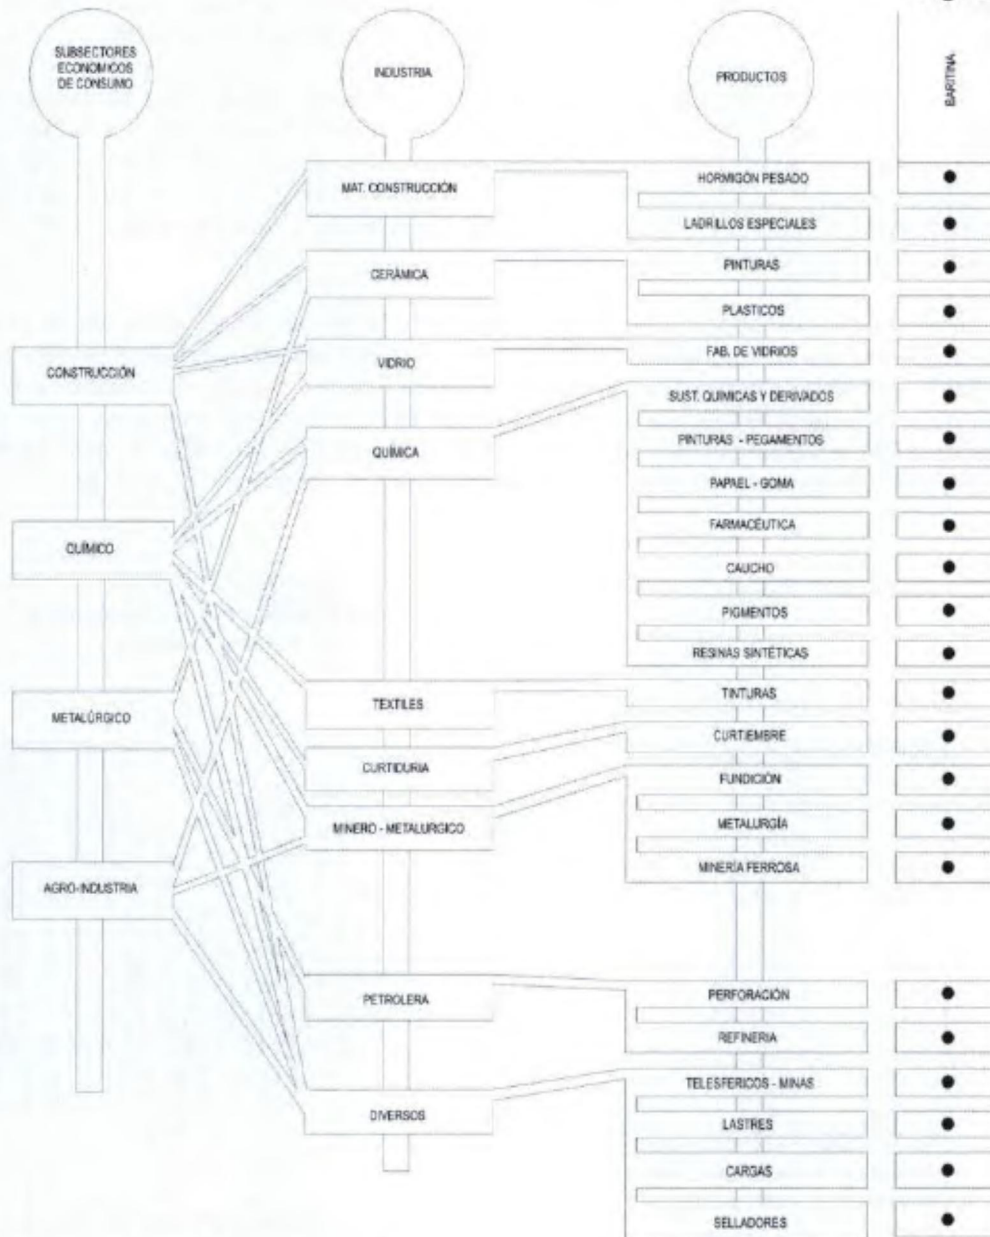 SUBSECTORES
ECONOMICOS
DE CONSUMO
INDUSTRIA
PRODUCTOS
BARITINA
CONSTRUCCIÓN
QUÍMICO
METALÚRGICO
AGRO-INDUSTRIA
MAT. CONSTRUCCIÓN
CERÁMICA
VIDRIO
QUÍMICA
TEXTILES
CURTIDURIA
MINERO - METALURGICO
PETROLERA
DIVERSOS
HORMIGÓN PESADO
LADRILLOS ESPECIALES
PINTURAS
PLASTICOS
FAB. DE VIDRIOS
SUST. QUIMICAS Y DERIVADOS
PINTURAS - PEGAMENTOS
PAPAEL - GOMA
FARMACÉUTICA
CAUCHO
PIGMENTOS
RESINAS SINTÉTICAS
TINTURAS
CURTIEMBRE
FUNDICIÓN
METALURGÍA
MINERÍA FERROSA
PERFORACIÓN
REFINERIA
TELESFERICOS - MINAS
LASTRES
CARGAS
SELLADORES